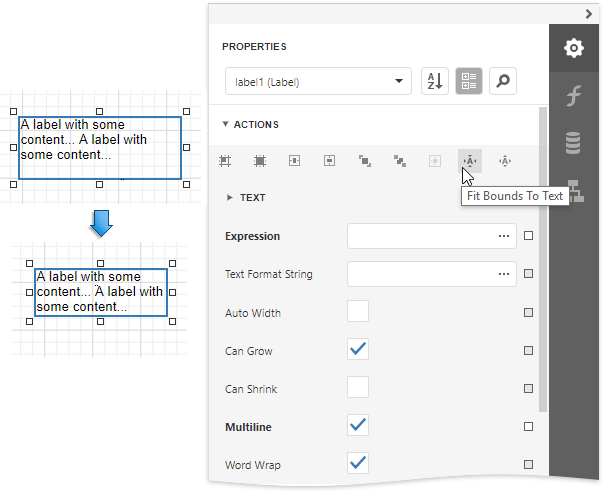 A label with some
content... A label with
some content...
A label with some
content... A label with
some content...
PROPERTIES
label1 (Label)
A
Z
ACTIONS
Fit Bounds To Text
TEXT
Expression
Text Format String
Auto Width
Can Grow
Can Shrink
Multiline
Word Wrap